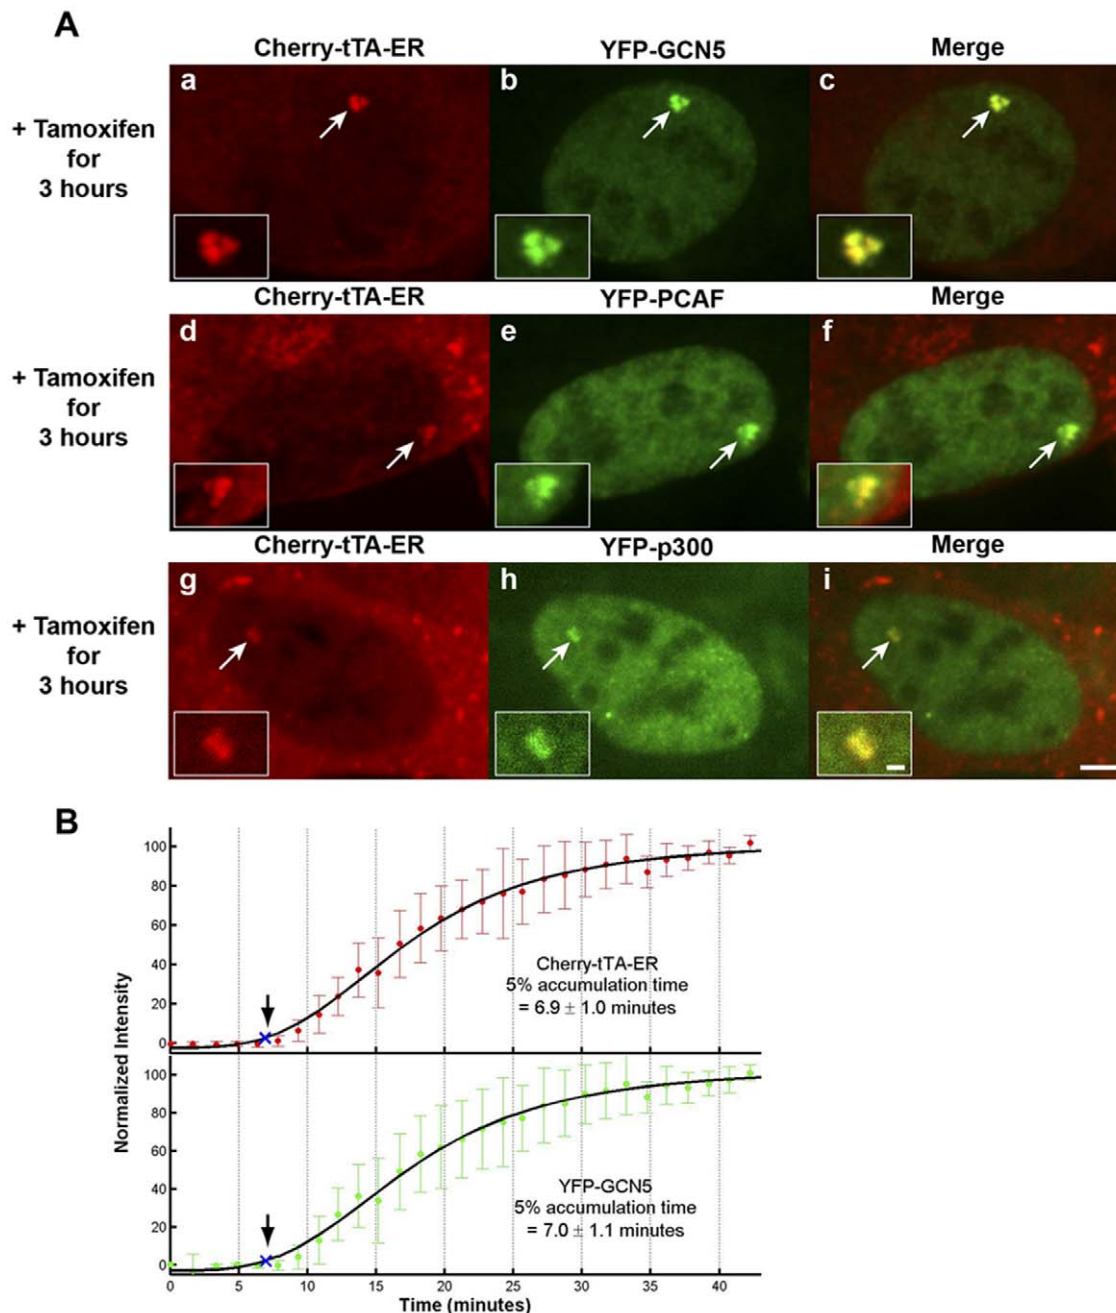 A
Cherry-tTA-ER YFP-GCN5 Merge
+ Tamoxifen
for
3 hours
a b c
Cherry-tTA-ER YFP-PCAF Merge
+ Tamoxifen
for
3 hours
d e f
Cherry-tTA-ER YFP-p300 Merge
+ Tamoxifen
for
3 hours
g h i
B
Normalized Intensity
100
80
60
40
20
0
Cherry-tTA-ER
5% accumulation time
= 6.9 ± 1.0 minutes
100
80
60
40
20
0
YFP-GCN5
5% accumulation time
= 7.0 ± 1.1 minutes
0 5 10 15 20 25 30 35 40
Time (minutes)